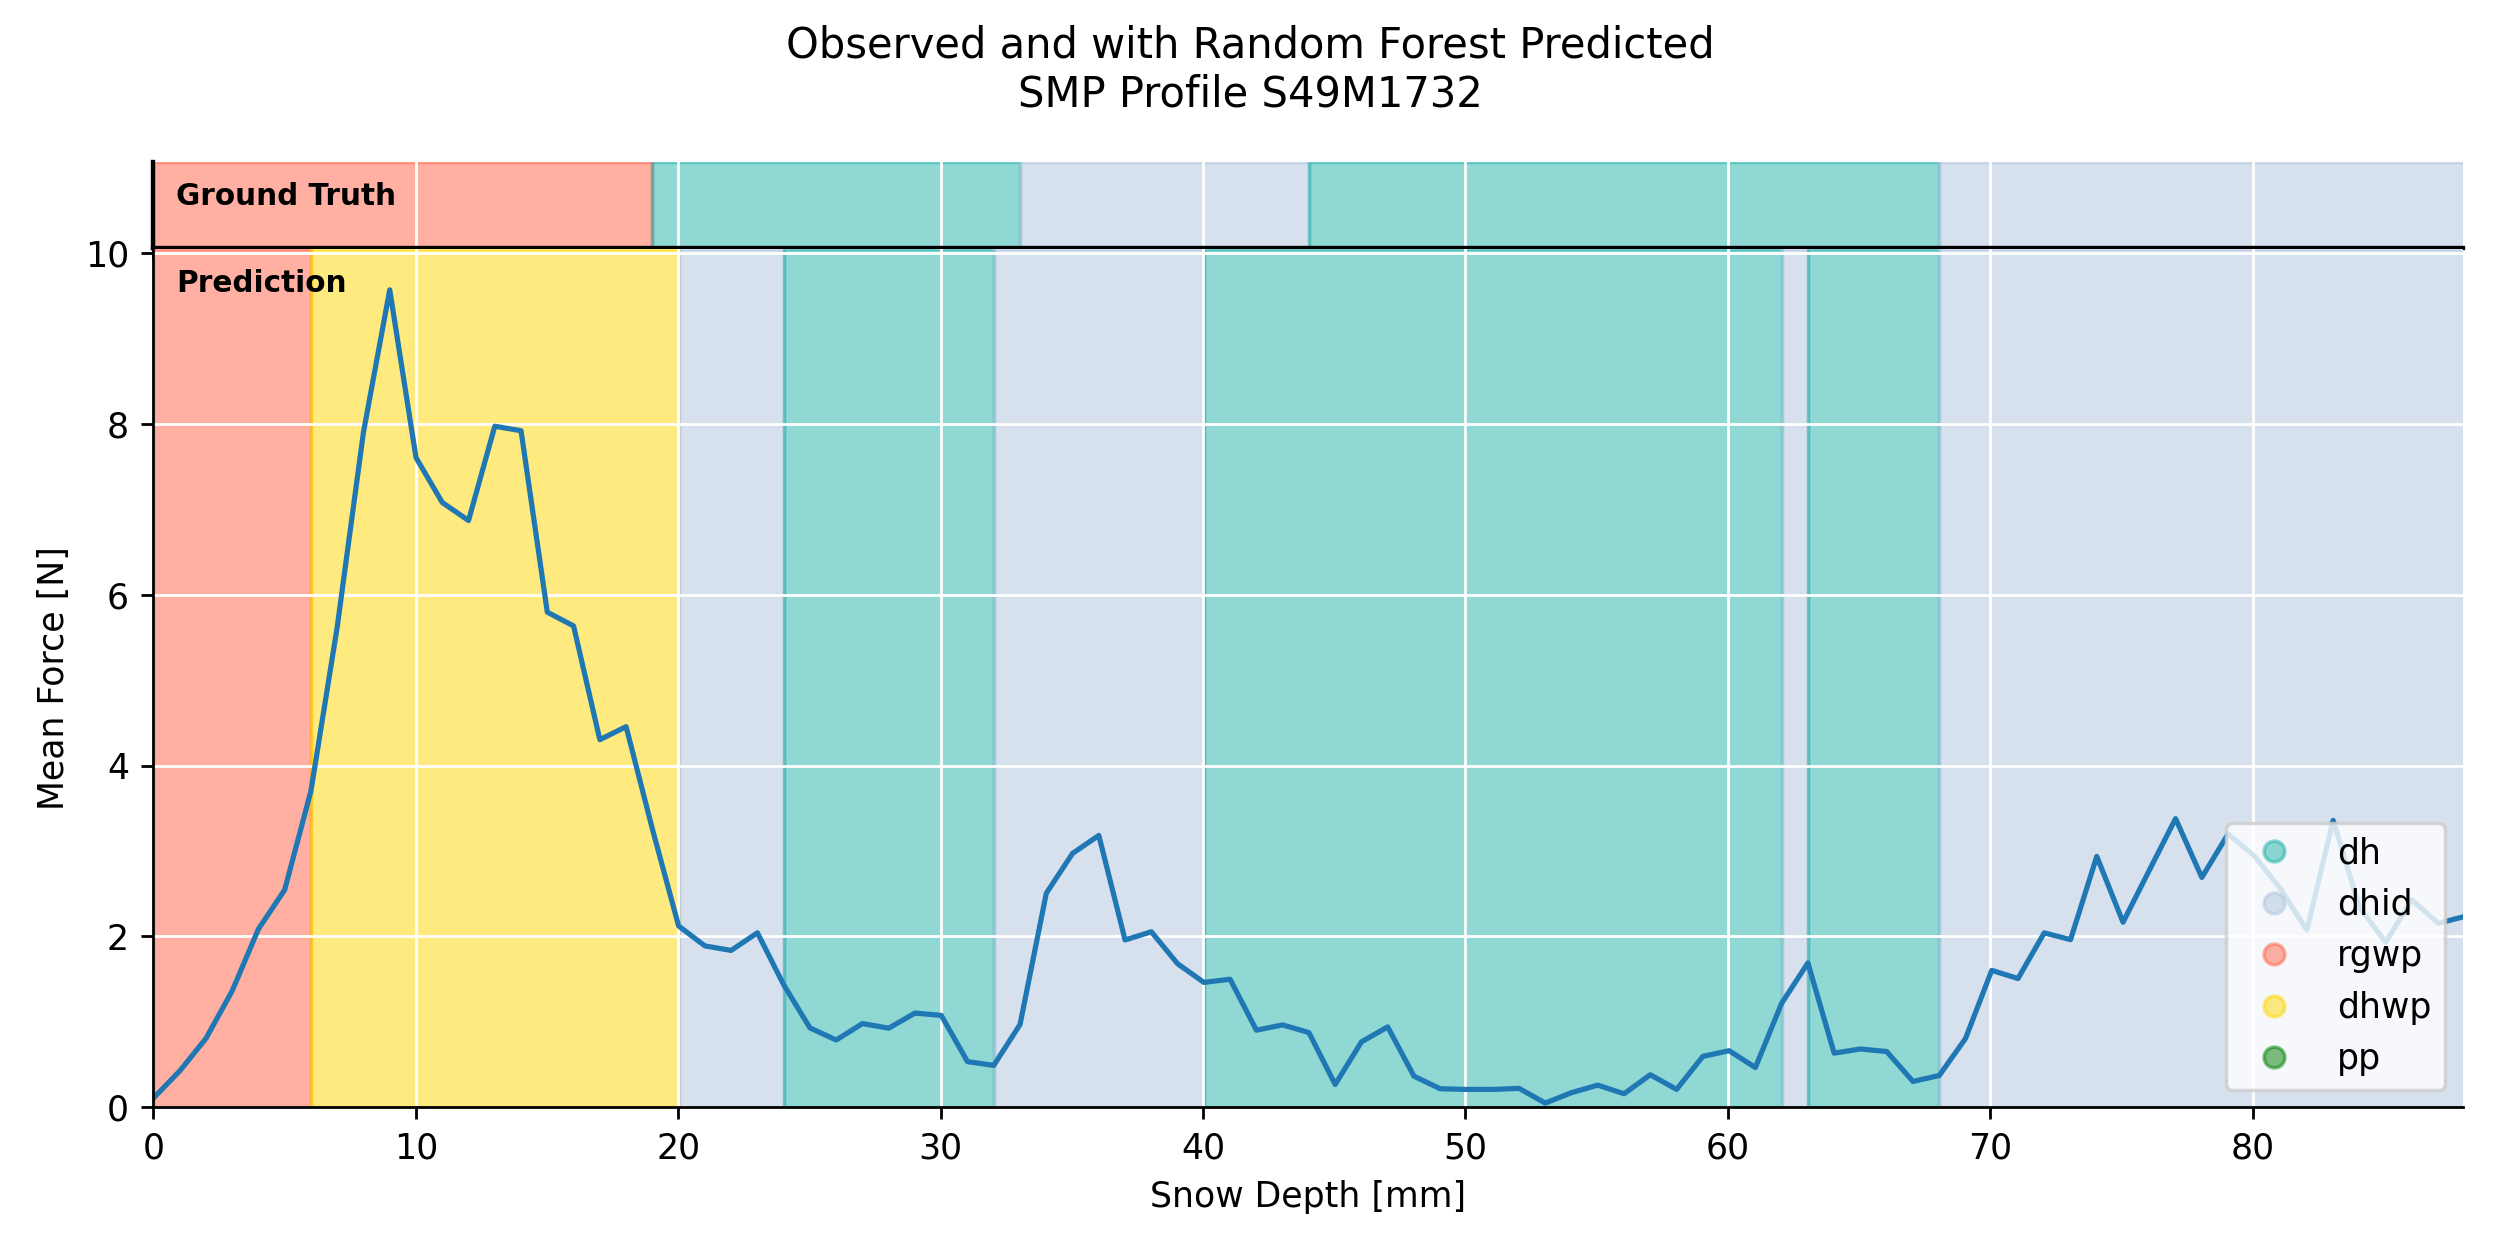 Observed and with Random Forest Predicted
SMP Profile S49M1732
Ground Truth
Prediction
10
8
6
4
2
0
Mean Force [N]
0 10 20 30 40 50 60 70 80
Snow Depth [mm]
dh
dhid
rgwp
dhwp
pp